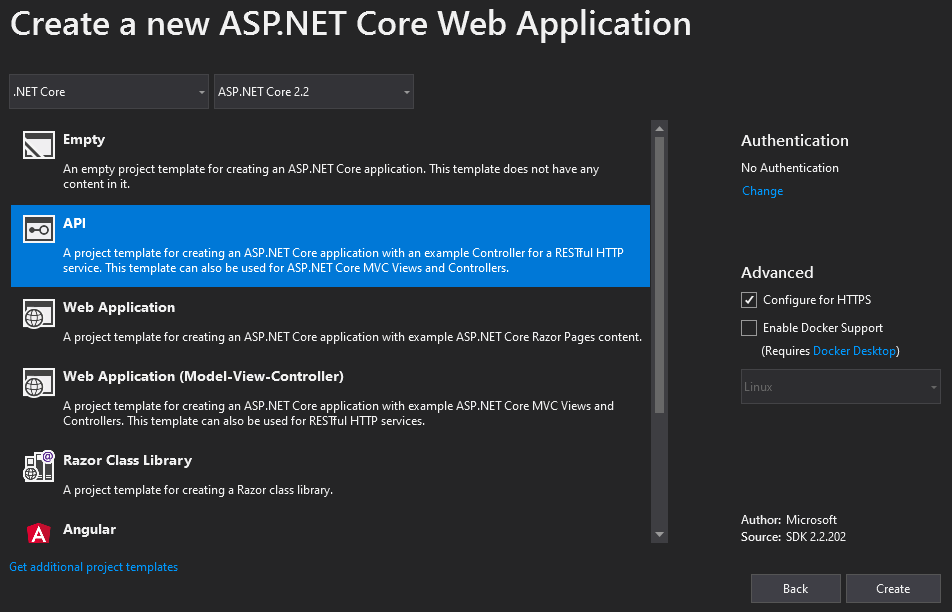 Create a new ASP.NET Core Web Application
.NET Core
ASP.NET Core 2.2
Empty
An empty project template for creating an ASP.NET Core application. This template does not have any
content in it.
API
A project template for creating an ASP.NET Core application with an example Controller for a RESTful HTTP
service. This template can also be used for ASP.NET Core MVC Views and Controllers.
Web Application
A project template for creating an ASP.NET Core application with example ASP.NET Core Razor Pages content.
Web Application (Model-View-Controller)
A project template for creating an ASP.NET Core application with example ASP.NET Core MVC Views and
Controllers. This template can also be used for RESTful HTTP services.
Razor Class Library
A project template for creating a Razor class library.
Angular
Get additional project templates
Authentication
No Authentication
Change
Advanced
Configure for HTTPS
Enable Docker Support
(Requires Docker Desktop)
Linux
Author: Microsoft
Source: SDK 2.2.202
Back
Create